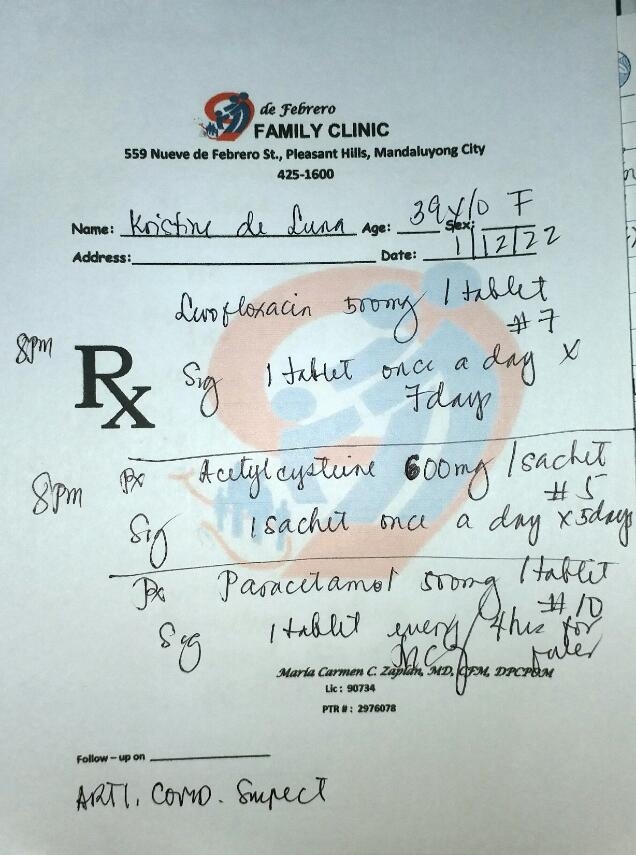 de Febrero
FAMILY CLINIC
559 Nueve de Febrero St., Pleasant Hills, Mandaluyong City
425-1600
Name: Kristine de Luna Age: 39 y/o Sex: F
Address: Date: 1/12/22
Levofloxacin 500mg / tablet
#7
8pm
Rx Sig 1 tablet once a day x
7days
Rx Acetylcysteine 600mg / sachet
#5
8pm
Sig 1 sachet once a day x 5days
Rx Paracetamol 500mg / tablet
#10
Sig 1 tablet every 4hrs for
fever
Maria Carmen C. Zaplan, MD, CFM, DPCPOM
Lic : 90734
PTR # : 2976078
Follow – up on
ARTI, COVID. Suspect